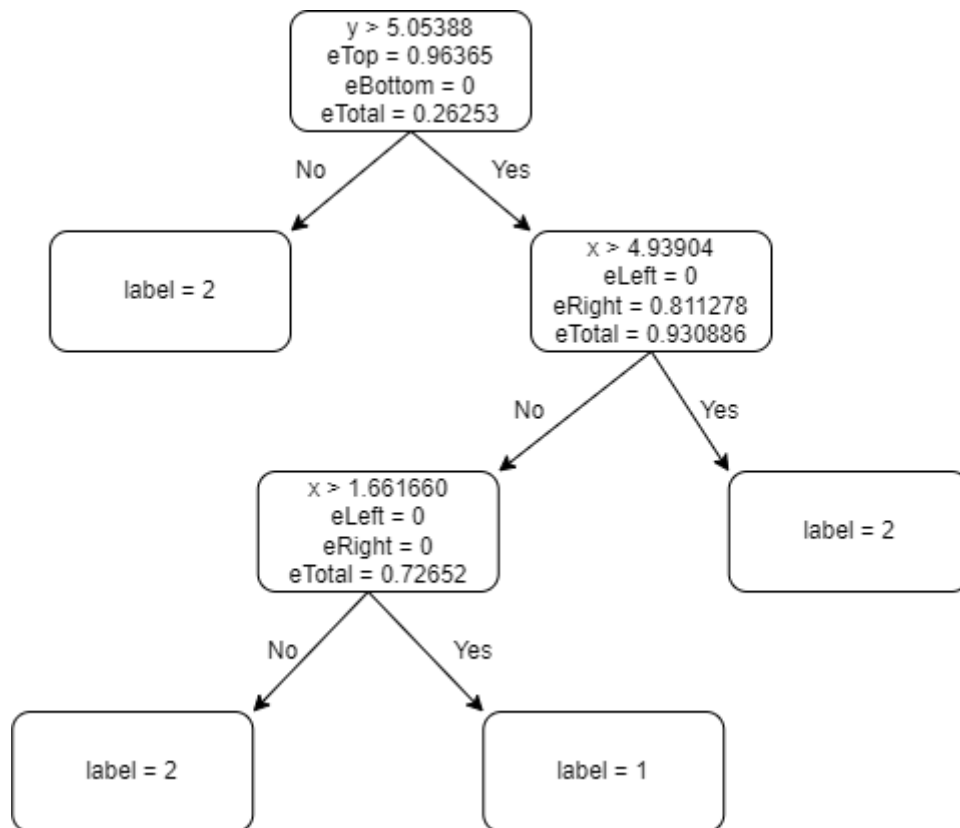 y > 5.05388
eTop = 0.96365
eBottom = 0
eTotal = 0.26253
No
Yes
label = 2
x > 4.93904
eLeft = 0
eRight = 0.811278
eTotal = 0.930886
No
Yes
x > 1.661660
eLeft = 0
eRight = 0
eTotal = 0.72652
label = 2
No
Yes
label = 2
label = 1